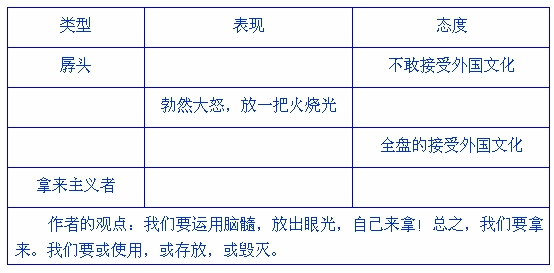 类型 表现 态度
孱头 不敢接受外国文化
勃然大怒，放一把火烧光
全盘的接受外国文化
拿来主义者
作者的观点：我们要运用脑髓，放出眼光，自己来拿！总之，我们要拿
来。我们要或使用，或存放，或毁灭。